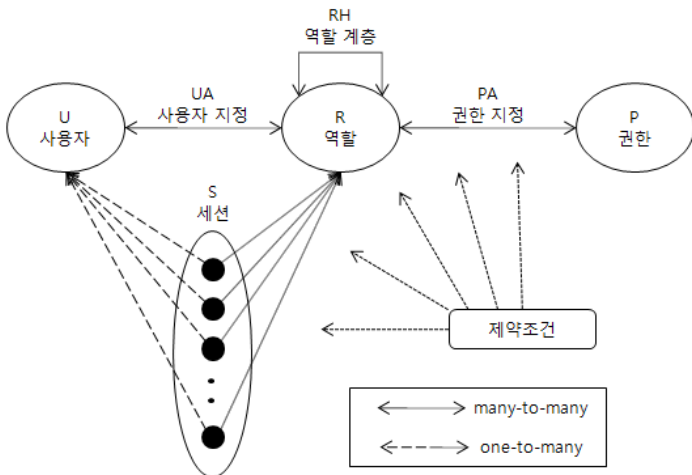 RH
역할 계층
U
사용자
UA
사용자 지정
R
역할
PA
권한 지정
P
권한
S
세션
제약조건
many-to-many
one-to-many